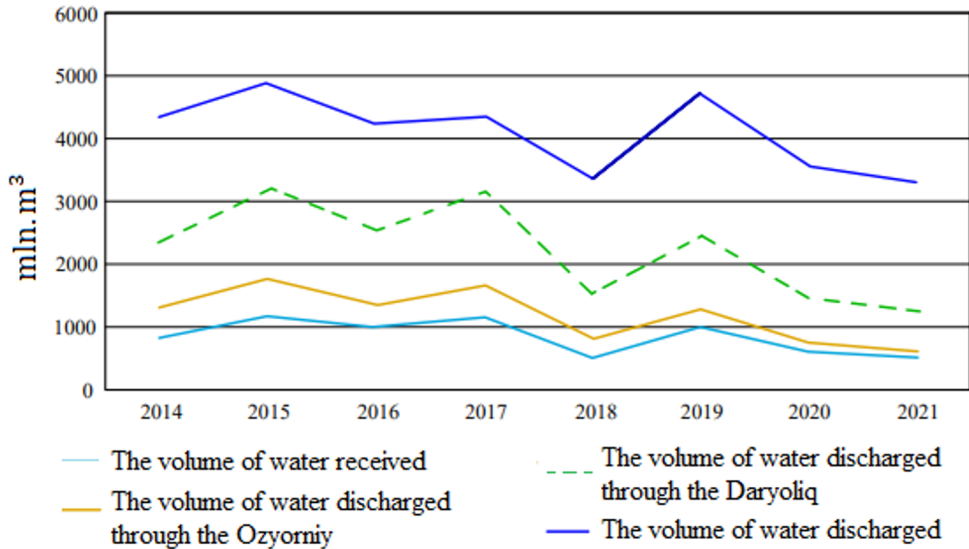 6000
5000
4000
3000
2000
1000
0
mln.m³
2014 2015 2016 2017 2018 2019 2020 2021
The volume of water received
The volume of water discharged
through the Ozyorniy
The volume of water discharged
through the Daryoliq
The volume of water discharged